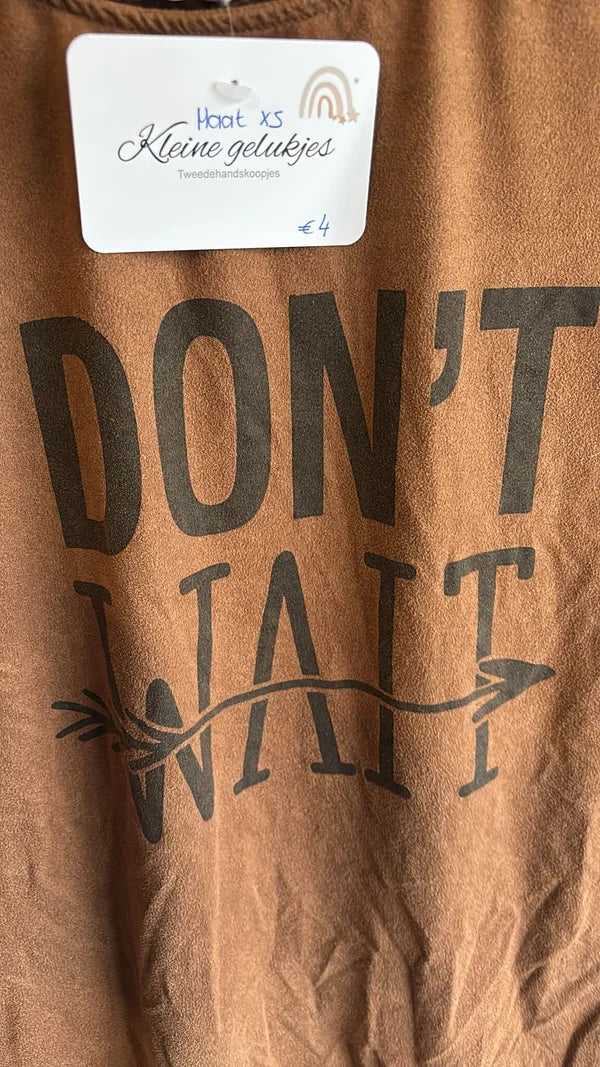 Maat XS
Kleine gelukjes
Tweedehandskoopjes
€4
DON'T
WAIT